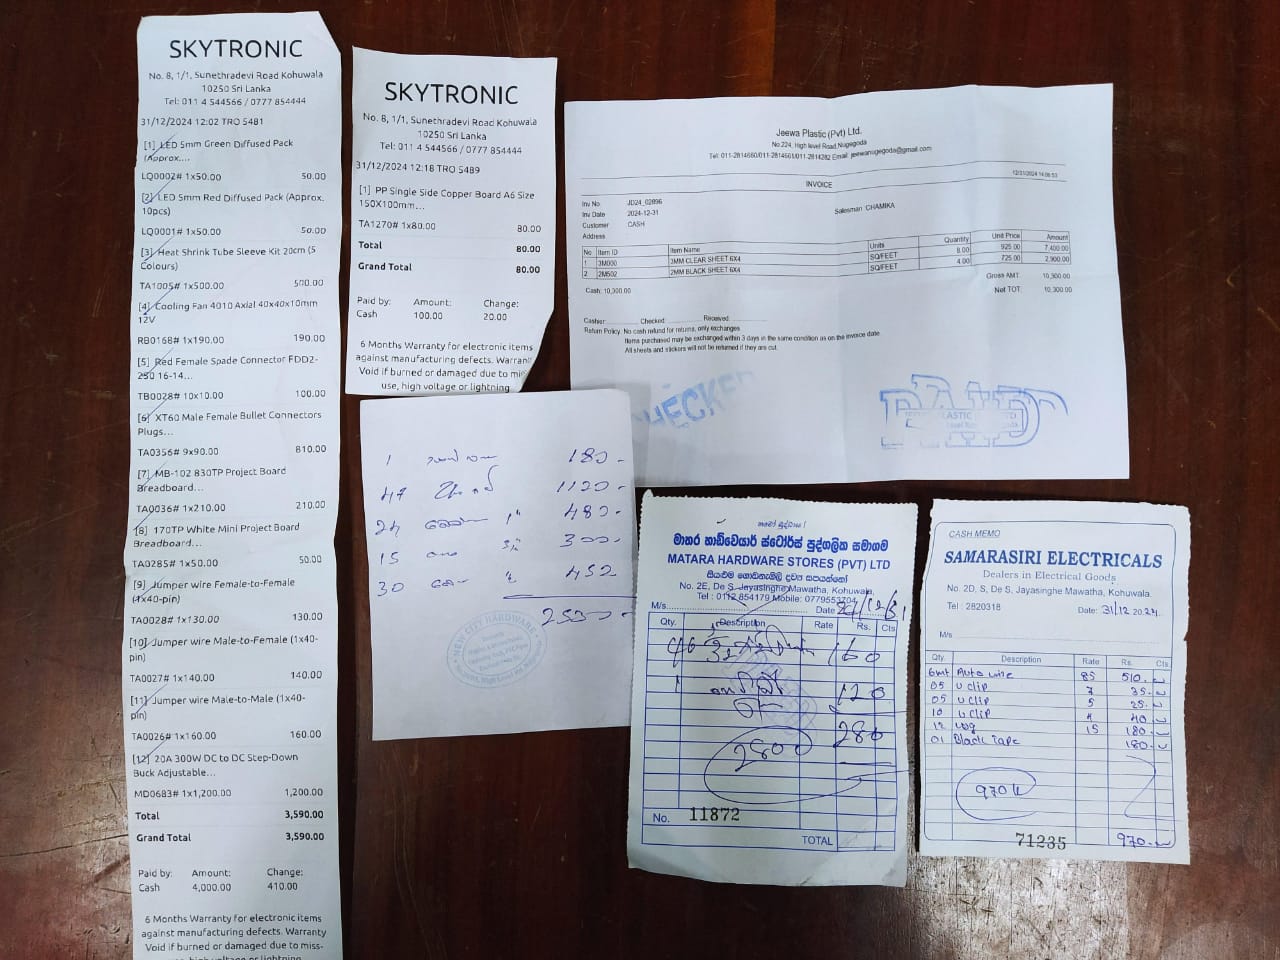 SKYTRONIC
No. 8, 1/1, Sunethradevi Road Kohuwala
10250 Sri Lanka
Tel: 011 4 544566 / 0777 854444
31/12/2024 12:02 TRO 5481
[1] LED 5mm Green Diffused Pack
(Approx....
LQ0002# 1x50.00 50.00
[2] LED 5mm Red Diffused Pack (Approx.
10pcs)
LQ0001# 1x50.00 50.00
[3] Heat Shrink Tube Sleeve Kit 20cm (5
Colours)
TA1005# 1x500.00 500.00
[4] Cooling Fan 4010 Axial 40x40x10mm
12V
RB0168# 1x190.00 190.00
[5] Red Female Spade Connector FDD2-
250 16-14...
TB0028# 10x10.00 100.00
[6] XT60 Male Female Bullet Connectors
Plugs...
TA0356# 9x90.00 810.00
[7] MB-102 830TP Project Board
Breadboard...
TA0036# 1x210.00 210.00
[8] 170TP White Mini Project Board
Breadboard...
TA0285# 1x50.00 50.00
[9] Jumper wire Female-to-Female
(1x40-pin)
TA0028# 1x130.00 130.00
[10] Jumper wire Male-to-Female (1x40-
pin)
TA0027# 1x140.00 140.00
[11] Jumper wire Male-to-Male (1x40-
pin)
TA0026# 1x160.00 160.00
[12] 20A 300W DC to DC Step-Down
Buck Adjustable...
MD0683# 1x1,200.00 1,200.00
Total 3,590.00
Grand Total 3,590.00
Paid by: Amount: Change:
Cash 4,000.00 410.00
6 Months Warranty for electronic items
against manufacturing defects. Warranty
Void if burned or damaged due to miss-
use, high voltage or lightning
SKYTRONIC
No. 8, 1/1, Sunethradevi Road Kohuwala
10250 Sri Lanka
Tel: 011 4 544566 / 0777 854444
31/12/2024 12:18 TRO 5489
[1] PP Single Side Copper Board A6 Size
150X100mm...
TA1270# 1x80.00 80.00
Total 80.00
Grand Total 80.00
Paid by: Amount: Change:
Cash 100.00 20.00
6 Months Warranty for electronic items
against manufacturing defects. Warranty
Void if burned or damaged due to miss
use, high voltage or lightning
Jeewa Plastic (Pvt) Ltd.
No.224, High level Road,Nugegoda
Tel: 011-2814660/011-2814661/011-2814282 Email: jeewanugegoda@gmail.com
12/31/2024 14:06:53
INVOICE
Inv No JD24_02896
Inv Date 2024-12-31 Salesman CHAMIKA
Customer CASH
Address
No Item ID Item Name Units Quantity Unit Price Amount
1 3M000 3MM CLEAR SHEET 6X4 SQ/FEET 8.00 925.00 7,400.00
2 2M502 2MM BLACK SHEET 6X4 SQ/FEET 4.00 725.00 2,900.00
Gross AMT: 10,300.00
Cash: 10,300.00 Net TOT: 10,300.00
Cashier: Checked Received
Return Policy: No cash refund for returns, only exchanges
Items purchased may be exchanged within 3 days in the same condition as on the invoice date.
All sheets and stickers will not be returned if they are cut.
CHECKED
PAID
1 180-
47 1120-
24 1" 480-
15 300-
30 452
2530-
NEW CITY HARDWARE
නමෝ බුද්ධාය!
මාතර හාඩ්වෙයාර් ස්ටෝර්ස් පුද්ගලික සමාගම
MATARA HARDWARE STORES (PVT) LTD
සියළුම ගොඩනැගිලි ද්‍රව්‍ය සපයන්නෝ
No. 2E, De S. Jayasinghe Mawatha, Kohuwala.
Tel : 0112 854179 Mobile: 0779553704
M/s Date 24/12/31
Qty. Description Rate Rs. Cts
160
1 120
280
2800
No. 11872
TOTAL
CASH MEMO
SAMARASIRI ELECTRICALS
Dealers in Electrical Goods
No. 2D, S, De S, Jayasinghe Mawatha, Kohuwala.
Tel : 2820318 Date: 31/12 2024
M/s
Qty. Description Rate Rs. Cts.
6mt Auto wire 85 510.
05 u clip 7 35.
05 u clip 5 25.
10 u clip 4 40.
12 15 180.
01 Black Tape 180.
970/=
71235 970.